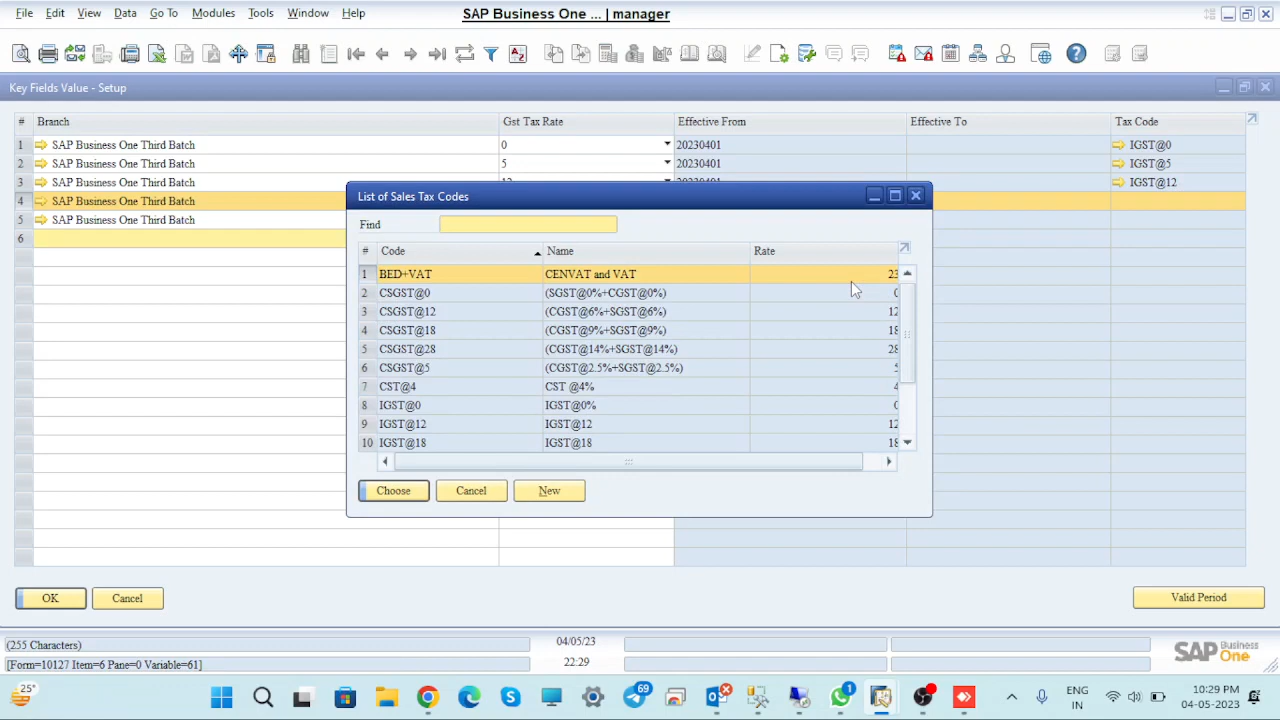 File Edit View Data Go To Modules Tools Window Help SAP Business One ... | manager
Key Fields Value - Setup
# Branch Gst Tax Rate Effective From Effective To Tax Code
1 SAP Business One Third Batch 0 20230401 IGST@0
2 SAP Business One Third Batch 5 20230401 IGST@5
3 SAP Business One Third Batch IGST@12
4 SAP Business One Third Batch
5 SAP Business One Third Batch
6
List of Sales Tax Codes
Find
# Code Name Rate
1 BED+VAT CENVAT and VAT 23
2 CSGST@0 (SGST@0%+CGST@0%) 0
3 CSGST@12 (CGST@6%+SGST@6%) 12
4 CSGST@18 (CGST@9%+SGST@9%) 18
5 CSGST@28 (CGST@14%+SGST@14%) 28
6 CSGST@5 (CGST@2.5%+SGST@2.5%) 5
7 CST@4 CST @4% 4
8 IGST@0 IGST@0% 0
9 IGST@12 IGST@12 12
10 IGST@18 IGST@18 18
Choose Cancel New
OK Cancel Valid Period
(255 Characters) 04/05/23
[Form=10127 Item=6 Pane=0 Variable=61] 22:29
SAP Business One
25° 69 1 ENG IN 10:29 PM 04-05-2023